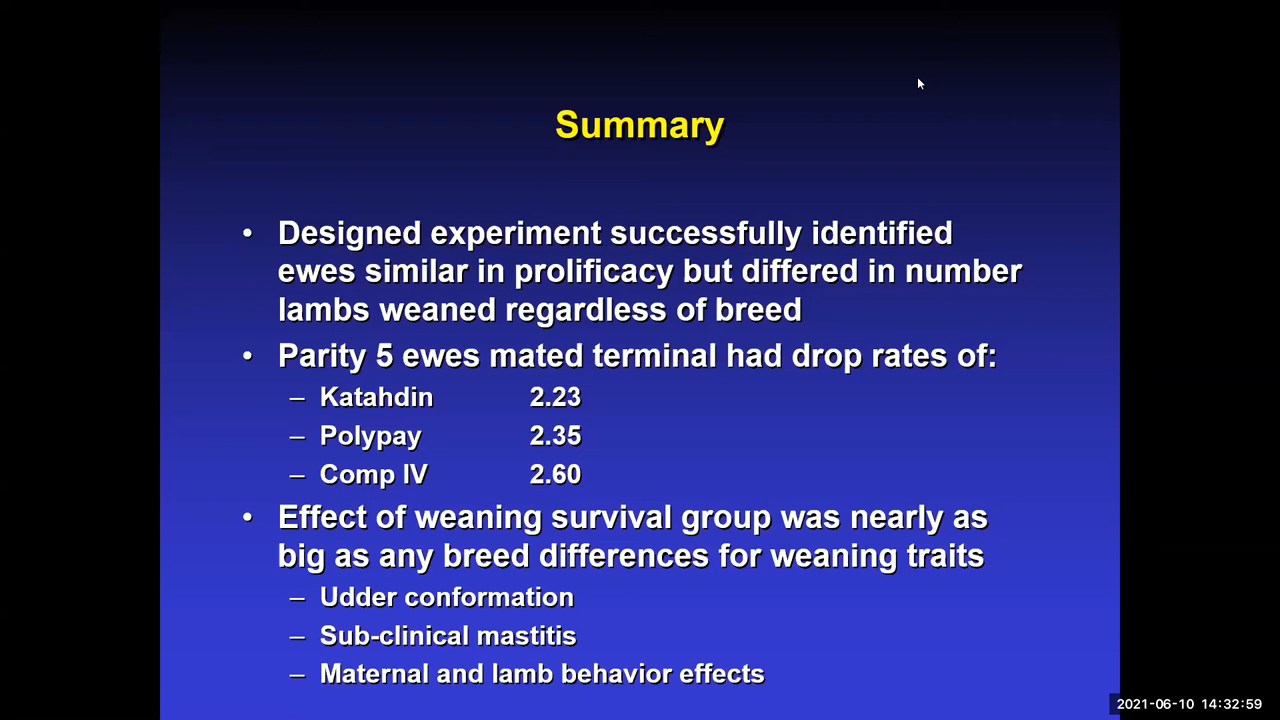 Summary
• Designed experiment successfully identified
ewes similar in prolificacy but differed in number
lambs weaned regardless of breed
• Parity 5 ewes mated terminal had drop rates of:
– Katahdin 2.23
– Polypay 2.35
– Comp IV 2.60
• Effect of weaning survival group was nearly as
big as any breed differences for weaning traits
– Udder conformation
– Sub-clinical mastitis
– Maternal and lamb behavior effects
2021-06-10 14:32:59